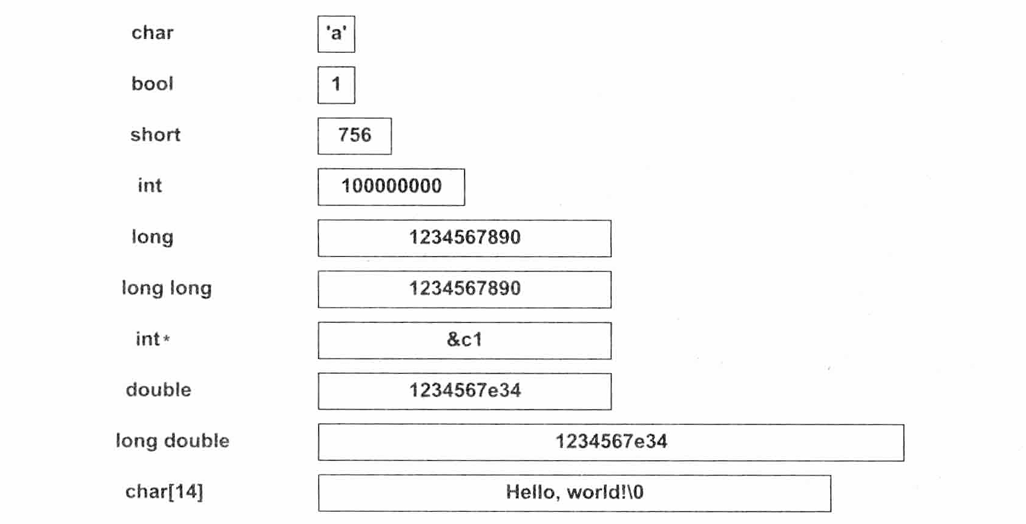 char 'a'
bool 1
short 756
int 100000000
long 1234567890
long long 1234567890
int* &c1
double 1234567e34
long double 1234567e34
char[14] Hello, world!\0